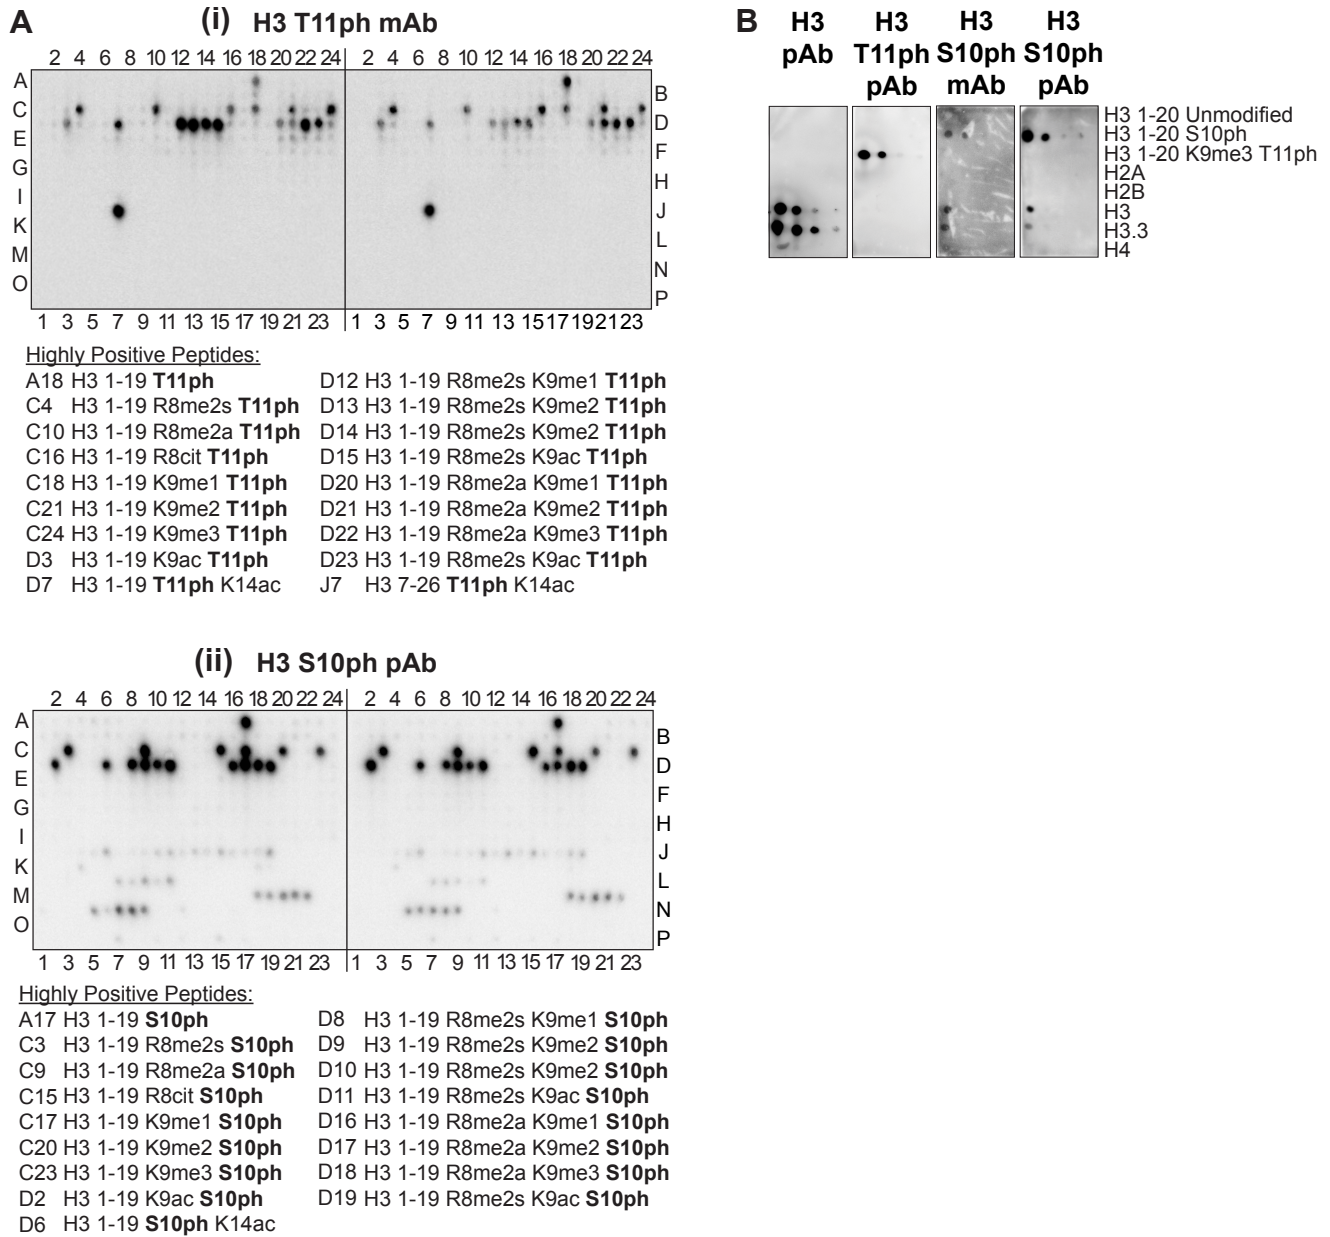 A
(i) H3 T11ph mAb
2 4 6 8 10 12 14 16 18 20 22 24 2 4 6 8 10 12 14 16 18 20 22 24
A
B
C
D
E
F
G
H
I
J
K
L
M
N
O
P
1 3 5 7 9 11 13 15 17 19 21 23 1 3 5 7 9 11 13 15 17 19 21 23
Highly Positive Peptides:
A18 H3 1-19 T11ph
C4 H3 1-19 R8me2s T11ph
C10 H3 1-19 R8me2a T11ph
C16 H3 1-19 R8cit T11ph
C18 H3 1-19 K9me1 T11ph
C21 H3 1-19 K9me2 T11ph
C24 H3 1-19 K9me3 T11ph
D3 H3 1-19 K9ac T11ph
D7 H3 1-19 T11ph K14ac
D12 H3 1-19 R8me2s K9me1 T11ph
D13 H3 1-19 R8me2s K9me2 T11ph
D14 H3 1-19 R8me2s K9me2 T11ph
D15 H3 1-19 R8me2s K9ac T11ph
D20 H3 1-19 R8me2a K9me1 T11ph
D21 H3 1-19 R8me2a K9me2 T11ph
D22 H3 1-19 R8me2a K9me3 T11ph
D23 H3 1-19 R8me2s K9ac T11ph
J7 H3 7-26 T11ph K14ac
(ii) H3 S10ph pAb
2 4 6 8 10 12 14 16 18 20 22 24 2 4 6 8 10 12 14 16 18 20 22 24
A
B
C
D
E
F
G
H
I
J
K
L
M
N
O
P
1 3 5 7 9 11 13 15 17 19 21 23 1 3 5 7 9 11 13 15 17 19 21 23
Highly Positive Peptides:
A17 H3 1-19 S10ph
C3 H3 1-19 R8me2s S10ph
C9 H3 1-19 R8me2a S10ph
C15 H3 1-19 R8cit S10ph
C17 H3 1-19 K9me1 S10ph
C20 H3 1-19 K9me2 S10ph
C23 H3 1-19 K9me3 S10ph
D2 H3 1-19 K9ac S10ph
D6 H3 1-19 S10ph K14ac
D8 H3 1-19 R8me2s K9me1 S10ph
D9 H3 1-19 R8me2s K9me2 S10ph
D10 H3 1-19 R8me2s K9me2 S10ph
D11 H3 1-19 R8me2s K9ac S10ph
D16 H3 1-19 R8me2a K9me1 S10ph
D17 H3 1-19 R8me2a K9me2 S10ph
D18 H3 1-19 R8me2a K9me3 S10ph
D19 H3 1-19 R8me2s K9ac S10ph
B
H3
pAb
H3
T11ph
pAb
H3
S10ph
mAb
H3
S10ph
pAb
H3 1-20 Unmodified
H3 1-20 S10ph
H3 1-20 K9me3 T11ph
H2A
H2B
H3
H3.3
H4